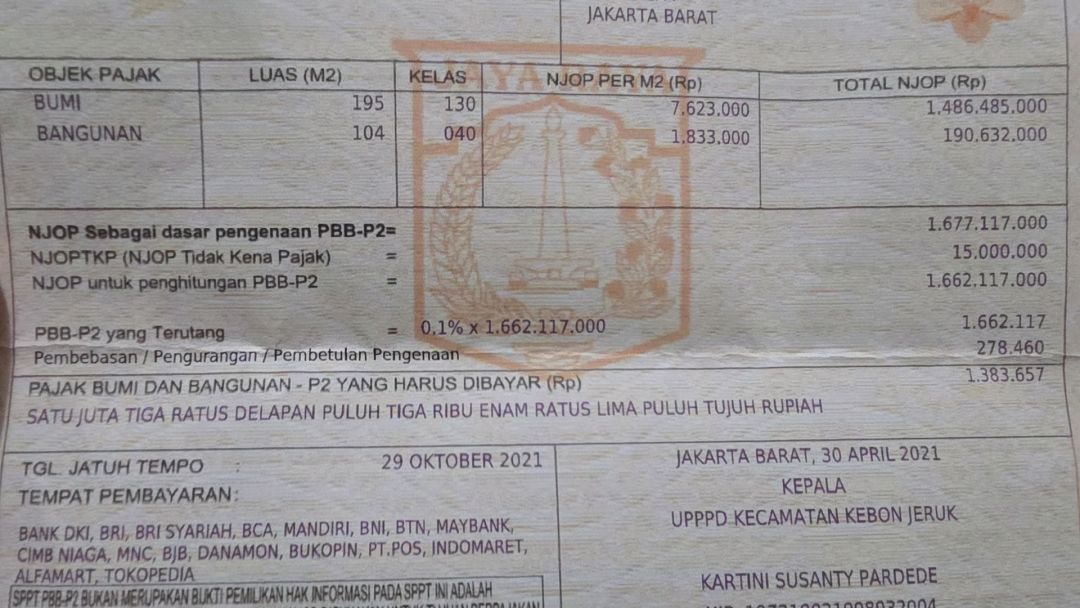 JAKARTA BARAT
JAYA RAYA
OBJEK PAJAK LUAS (M2) KELAS NJOP PER M2 (Rp) TOTAL NJOP (Rp)
BUMI 195 130 7.623.000 1.486.485.000
BANGUNAN 104 040 1.833.000 190.632.000
NJOP Sebagai dasar pengenaan PBB-P2= 1.677.117.000
NJOPTKP (NJOP Tidak Kena Pajak) = 15.000.000
NJOP untuk penghitungan PBB-P2 = 1.662.117.000
PBB-P2 yang Terutang = 0,1% x 1.662.117.000 1.662.117
Pembebasan / Pengurangan / Pembetulan Pengenaan 278.460
PAJAK BUMI DAN BANGUNAN - P2 YANG HARUS DIBAYAR (Rp) 1.383.657
SATU JUTA TIGA RATUS DELAPAN PULUH TIGA RIBU ENAM RATUS LIMA PULUH TUJUH RUPIAH
TGL. JATUH TEMPO : 29 OKTOBER 2021
TEMPAT PEMBAYARAN:
BANK DKI, BRI, BRI SYARIAH, BCA, MANDIRI, BNI, BTN, MAYBANK,
CIMB NIAGA, MNC, BJB, DANAMON, BUKOPIN, PT.POS, INDOMARET,
ALFAMART, TOKOPEDIA
SPPT PBB-P2 BUKAN MERUPAKAN BUKTI PEMILIKAN HAK INFORMASI PADA SPPT INI ADALAH
JAKARTA BARAT, 30 APRIL 2021
KEPALA
UPPPD KECAMATAN KEBON JERUK
KARTINI SUSANTY PARDEDE